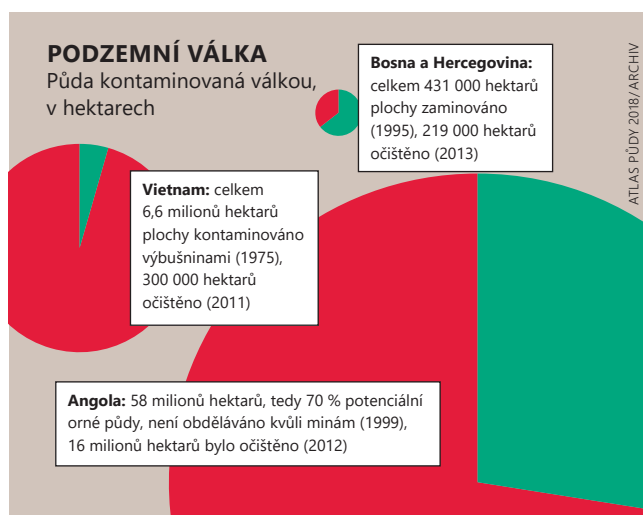 PODZEMNÍ VÁLKA
Půda kontaminovaná válkou,
v hektarech
Bosna a Hercegovina:
celkem 431 000 hektarů
plochy zaminováno
(1995), 219 000 hektarů
očištěno (2013)
ATLAS PŮDY 2018/ARCHIV
Vietnam: celkem
6,6 milionů hektarů
plochy kontaminováno
výbušninami (1975),
300 000 hektarů
očištěno (2011)
Angola: 58 milionů hektarů, tedy 70 % potenciální
orné půdy, není obděláváno kvůli minám (1999),
16 milionů hektarů bylo očištěno (2012)